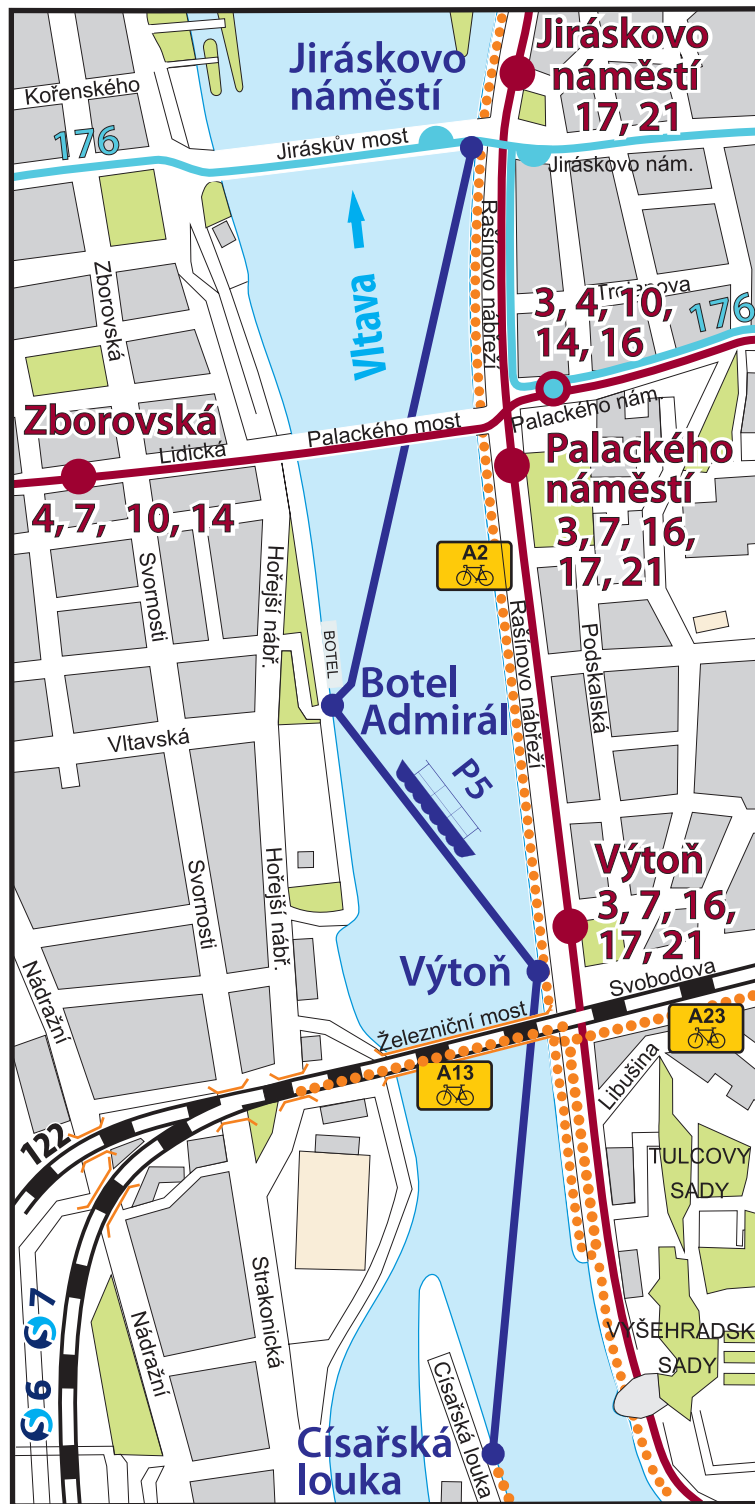 Jiráskovo
náměstí
17, 21
Jiráskovo
náměstí
Kořenského
176
Jiráskův most
Jiráskovo nám.
Rašínovo nábřeží
Vltava
Zborovská
Trojanova
3, 4, 10,
14, 16
176
Zborovská
Lidická
Palackého most
Palackého nám.
4, 7, 10, 14
Palackého
náměstí
3, 7, 16,
17, 21
A2
Svornosti
Hořejší nábř.
BOTEL
Rašínovo nábřeží
Podskalská
Botel
Admirál
Vltavská
P5
Svornosti
Hořejší nábř.
Výtoň
3, 7, 16,
17, 21
Nádražní
Výtoň
Svobodova
Železniční most
A23
A13
Libušina
122
TULCOVY
SADY
Strakonická
Nádražní
S 7
S 6
VYŠEHRADSK
SADY
Císařská louka
Císařská
louka